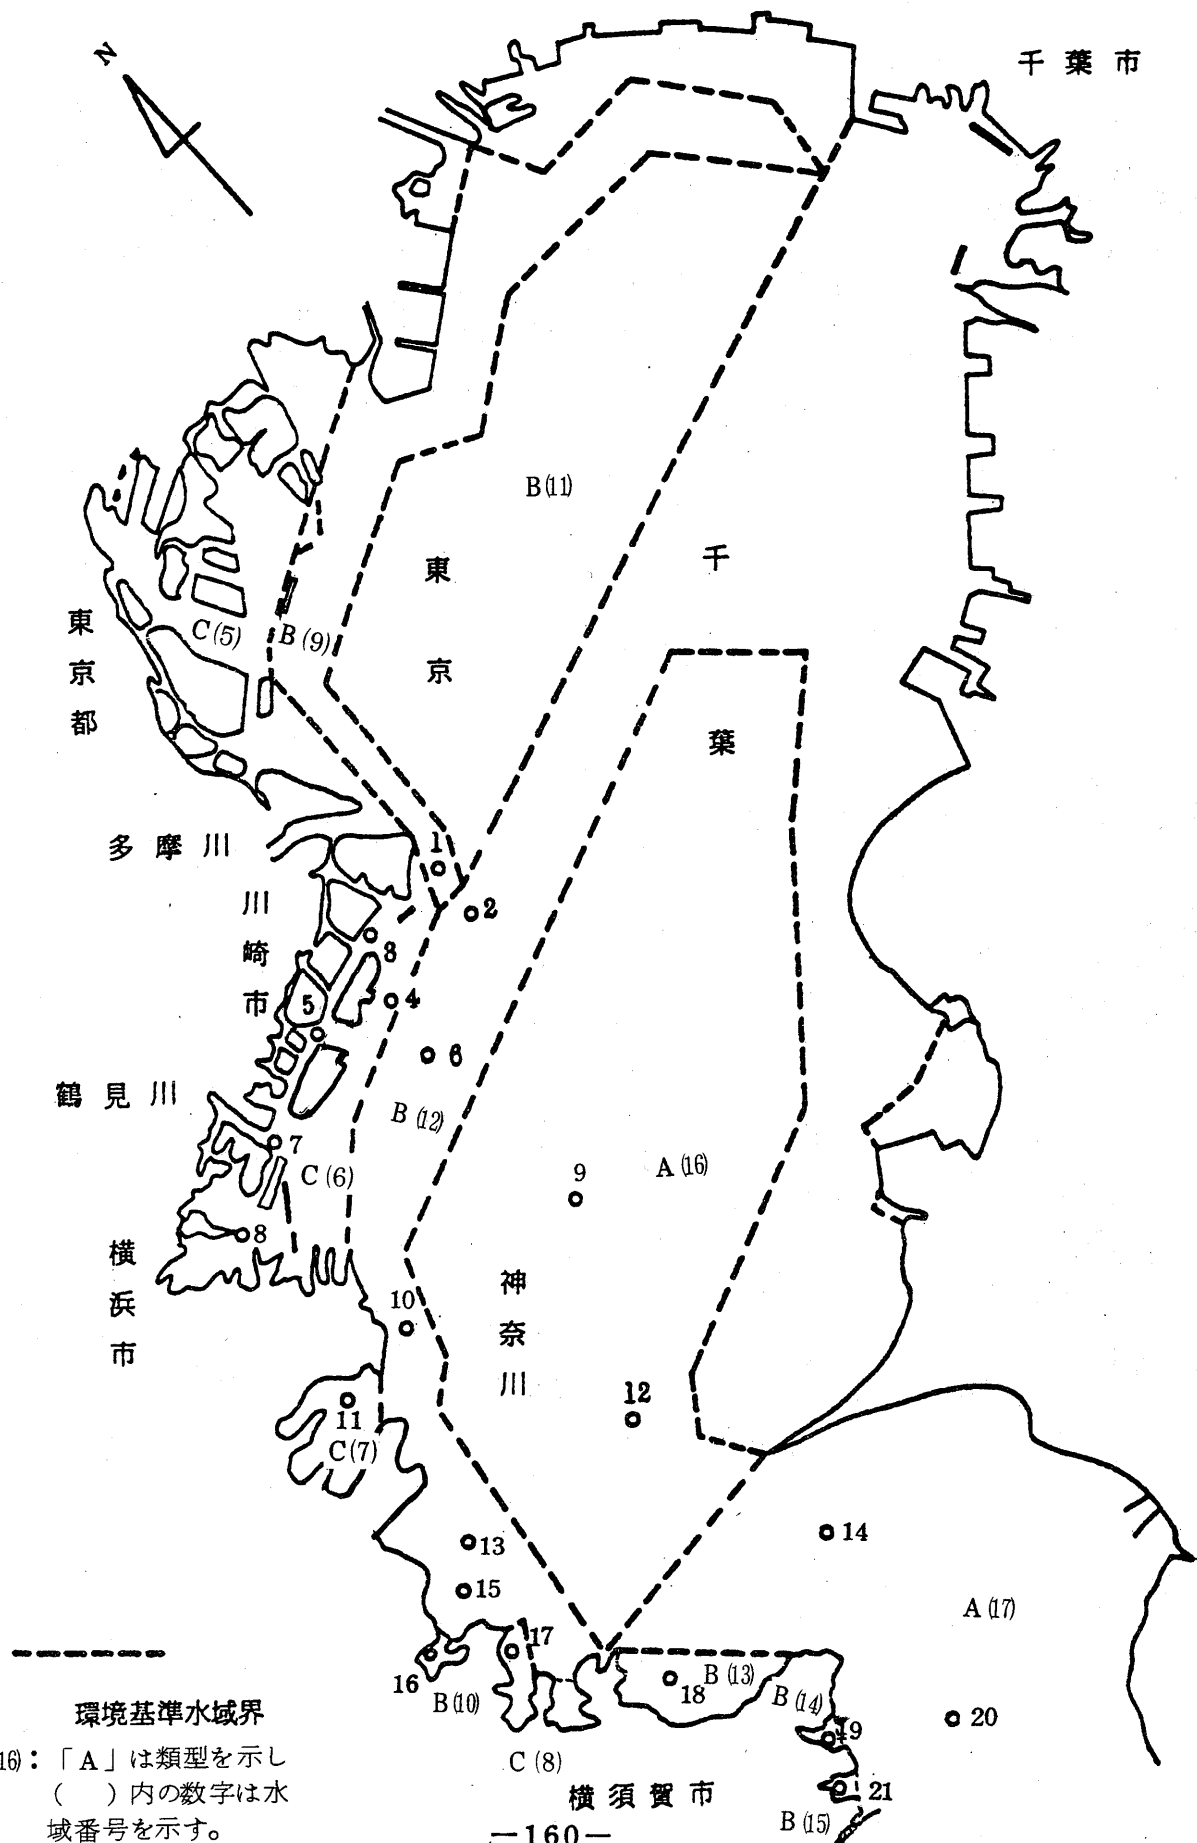 N
千葉市
B(11)
東京
千葉
C(5)
B(9)
東京都
多摩川
1
2
川崎市
3
4
5
6
鶴見川
B(12)
7
C(6)
A(16)
9
8
横浜市
神奈川
10
12
11
C(7)
13
14
15
A(17)
17
16
B(10)
18
B(13)
B(14)
19
20
C(8)
21
B(15)
横須賀市
環境基準水域界
16):「A」は類型を示し
( )内の数字は水
域番号を示す。
—160—